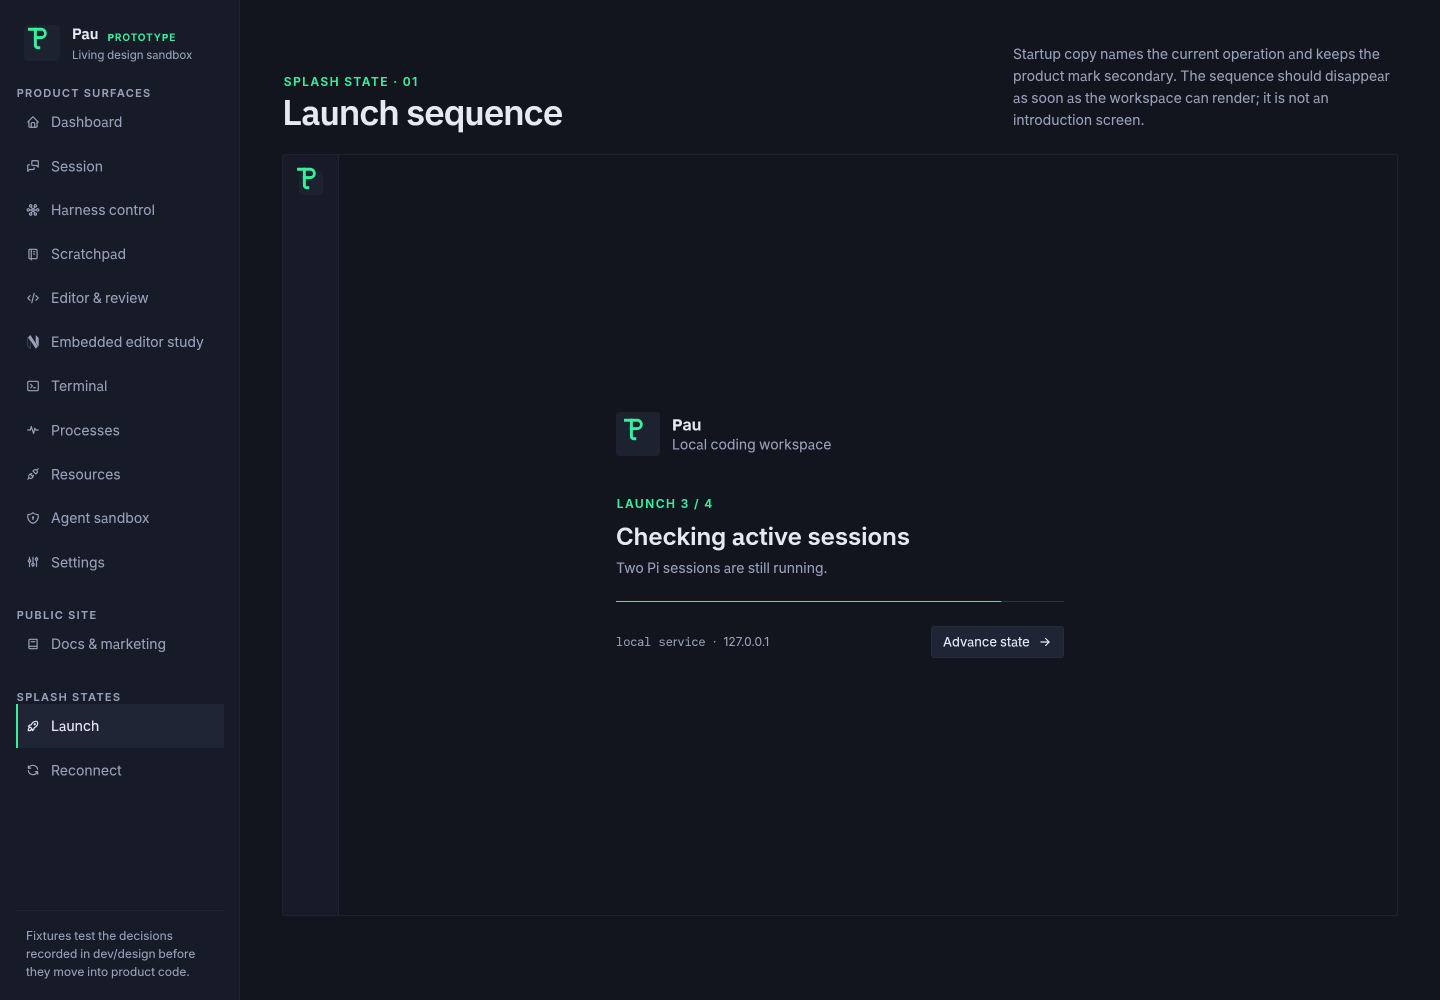 Pau PROTOTYPE
Living design sandbox
PRODUCT SURFACES
Dashboard
Session
Harness control
Scratchpad
Editor & review
Embedded editor study
Terminal
Processes
Resources
Agent sandbox
Settings
PUBLIC SITE
Docs & marketing
SPLASH STATES
Launch
Reconnect
Fixtures test the decisions
recorded in dev/design before
they move into product code.
SPLASH STATE · 01
Launch sequence
Startup copy names the current operation and keeps the
product mark secondary. The sequence should disappear
as soon as the workspace can render; it is not an
introduction screen.
Pau
Local coding workspace
LAUNCH 3 / 4
Checking active sessions
Two Pi sessions are still running.
local service · 127.0.0.1
Advance state →